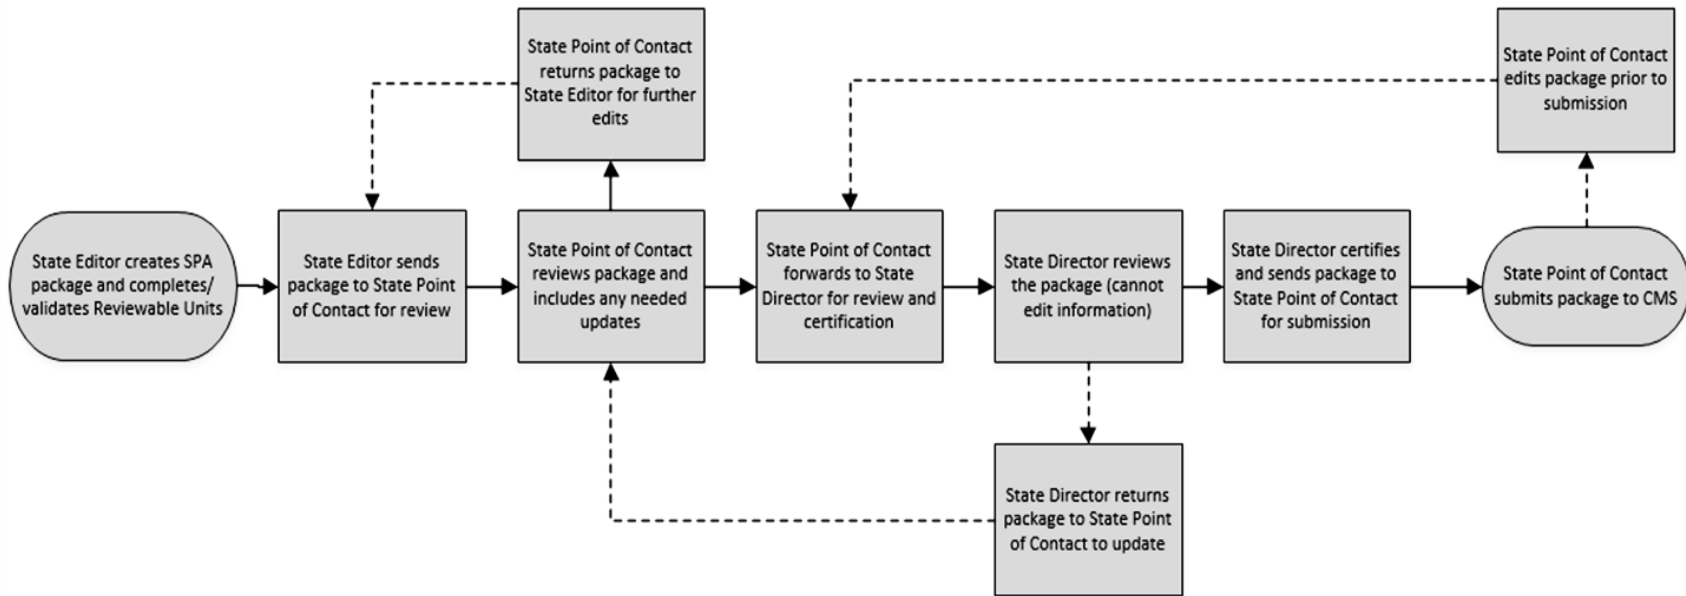 State Point of Contact
returns package to
State Editor for further
edits
State Point of Contact
edits package prior to
submission
State Editor creates SPA
package and completes/
validates Reviewable Units
State Editor sends
package to State Point
of Contact for review
State Point of Contact
reviews package and
includes any needed
updates
State Point of Contact
forwards to State
Director for review and
certification
State Director reviews
the package (cannot
edit information)
State Director certifies
and sends package to
State Point of Contact
for submission
State Point of Contact
submits package to CMS
State Director returns
package to State Point
of Contact to update